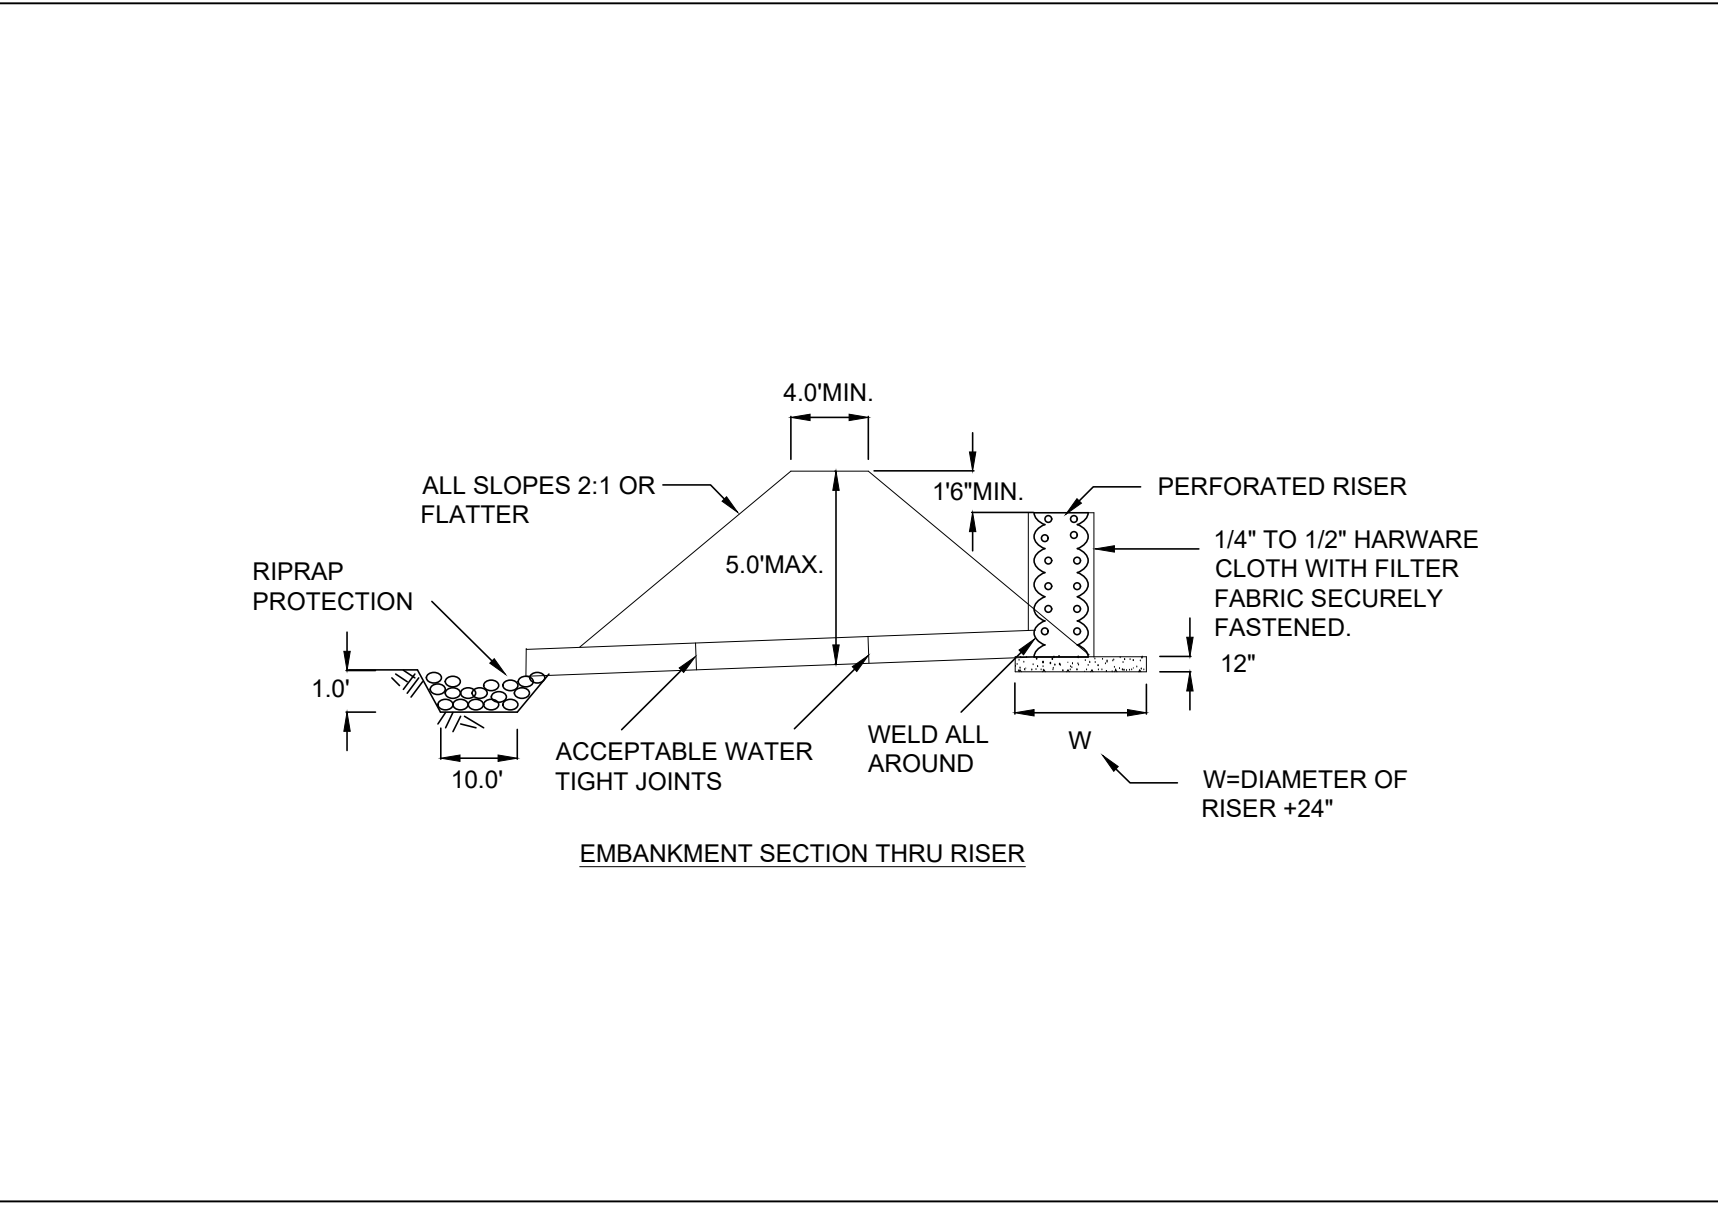 4.0'MIN.
ALL SLOPES 2:1 OR
FLATTER
1'6"MIN.
PERFORATED RISER
1/4" TO 1/2" HARWARE
CLOTH WITH FILTER
FABRIC SECURELY
FASTENED.
5.0'MAX.
RIPRAP
PROTECTION
12"
1.0'
10.0'
ACCEPTABLE WATER
TIGHT JOINTS
WELD ALL
AROUND
W
W=DIAMETER OF
RISER +24"
EMBANKMENT SECTION THRU RISER